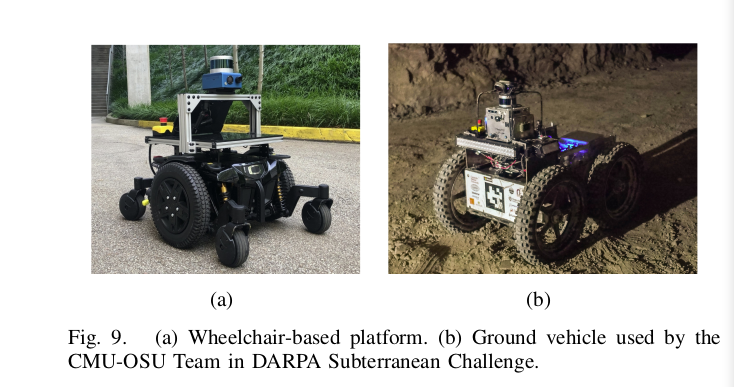 (a) (b)
Fig. 9. (a) Wheelchair-based platform. (b) Ground vehicle used by the
CMU-OSU Team in DARPA Subterranean Challenge.